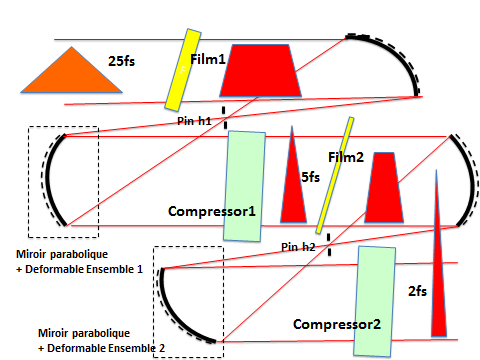 25fs
Film1
Pin h1
5fs
Film2
Compressor1
Pin h2
Miroir parabolique
+ Deformable Ensemble 1
2fs
Compressor2
Miroir parabolique
+ Deformable Ensemble 2